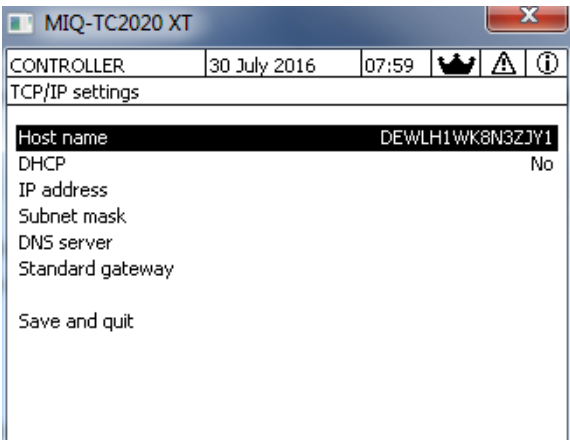 MIQ-TC2020 XT
CONTROLLER 30 July 2016 07:59
TCP/IP settings
Host name DEWLH1WK8N3ZJY1
DHCP No
IP address
Subnet mask
DNS server
Standard gateway
Save and quit